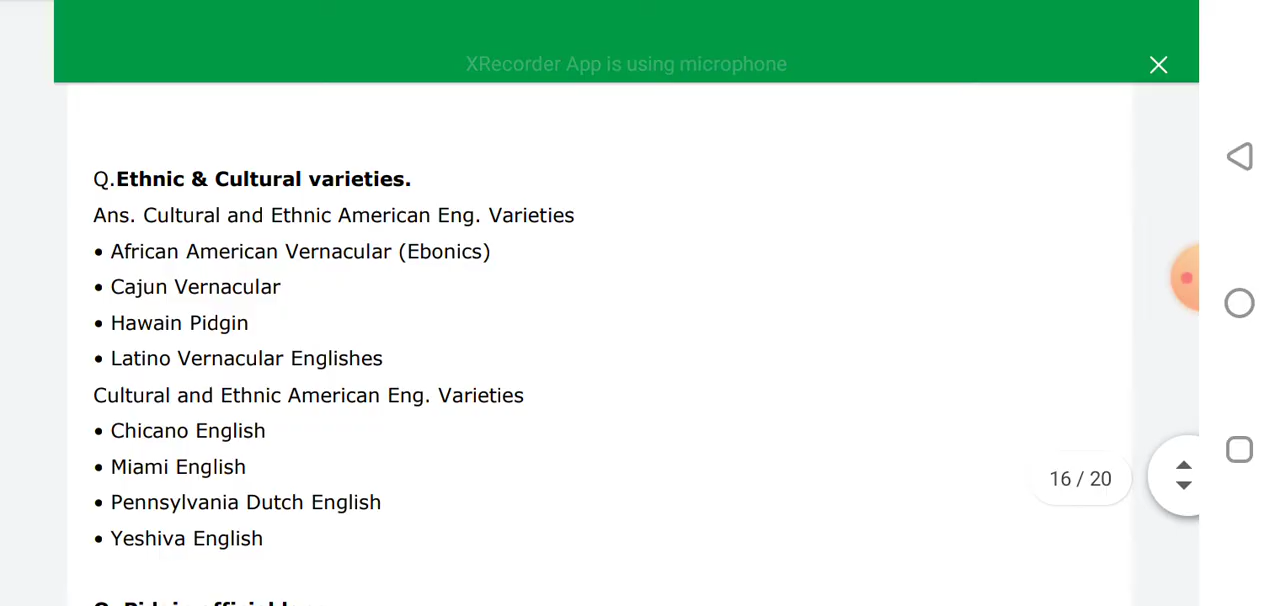 XRecorder App is using microphone
Q.Ethnic & Cultural varieties.
Ans. Cultural and Ethnic American Eng. Varieties
• African American Vernacular (Ebonics)
• Cajun Vernacular
• Hawain Pidgin
• Latino Vernacular Englishes
Cultural and Ethnic American Eng. Varieties
• Chicano English
• Miami English
16 / 20
• Pennsylvania Dutch English
• Yeshiva English